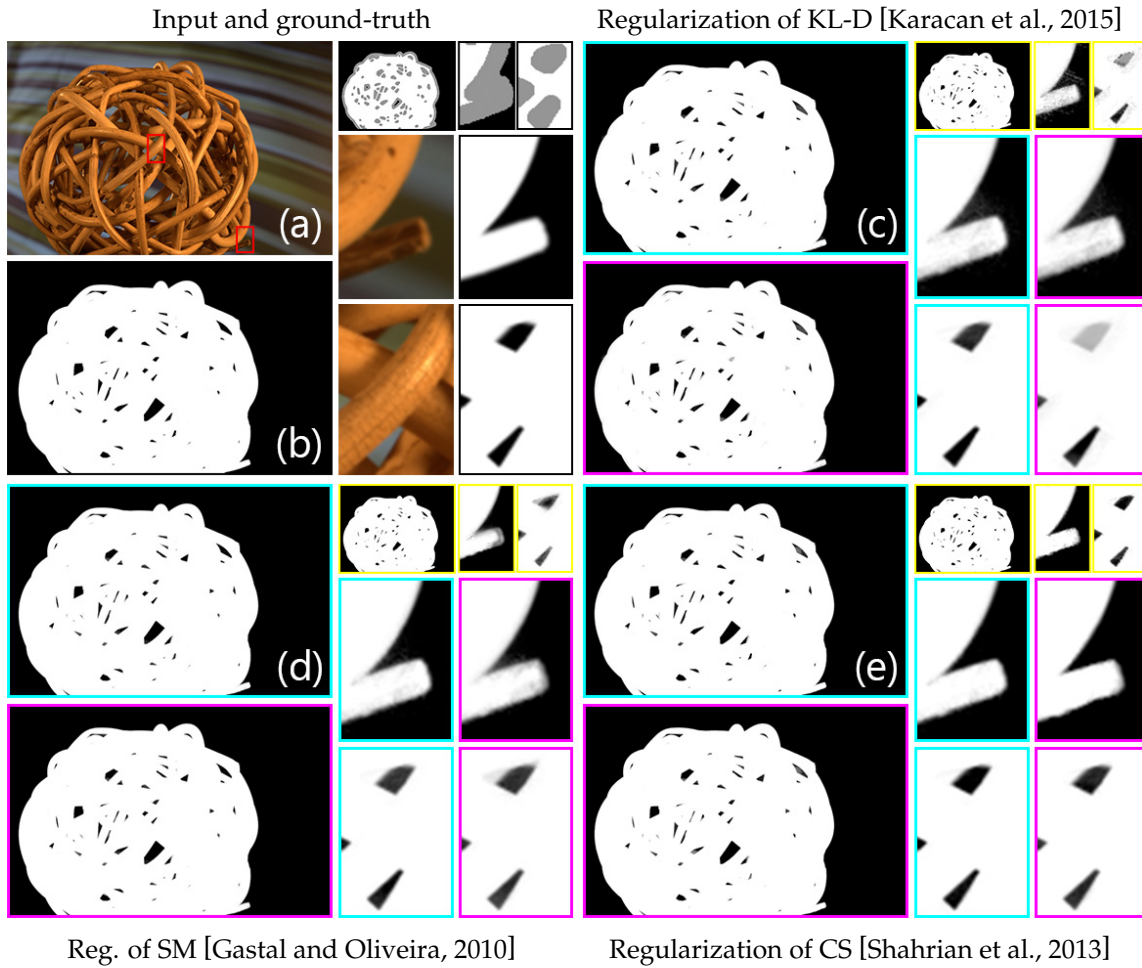 Input and ground-truth
Regularization of KL-D [Karacan et al., 2015]
(a)
(c)
(b)
(d)
(e)
Reg. of SM [Gastal and Oliveira, 2010]
Regularization of CS [Shahrian et al., 2013]